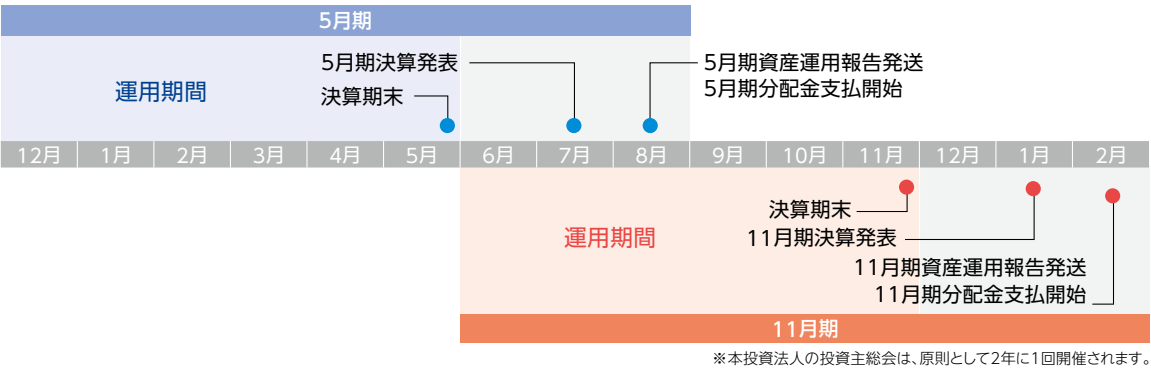 5月期
5月期決算発表
5月期資産運用報告発送
5月期分配金支払開始
運用期間
決算期末
12月 1月 2月 3月 4月 5月 6月 7月 8月 9月 10月 11月 12月 1月 2月
決算期末
運用期間
11月期決算発表
11月期資産運用報告発送
11月期分配金支払開始
11月期
※本投資法人の投資主総会は、原則として2年に1回開催されます。